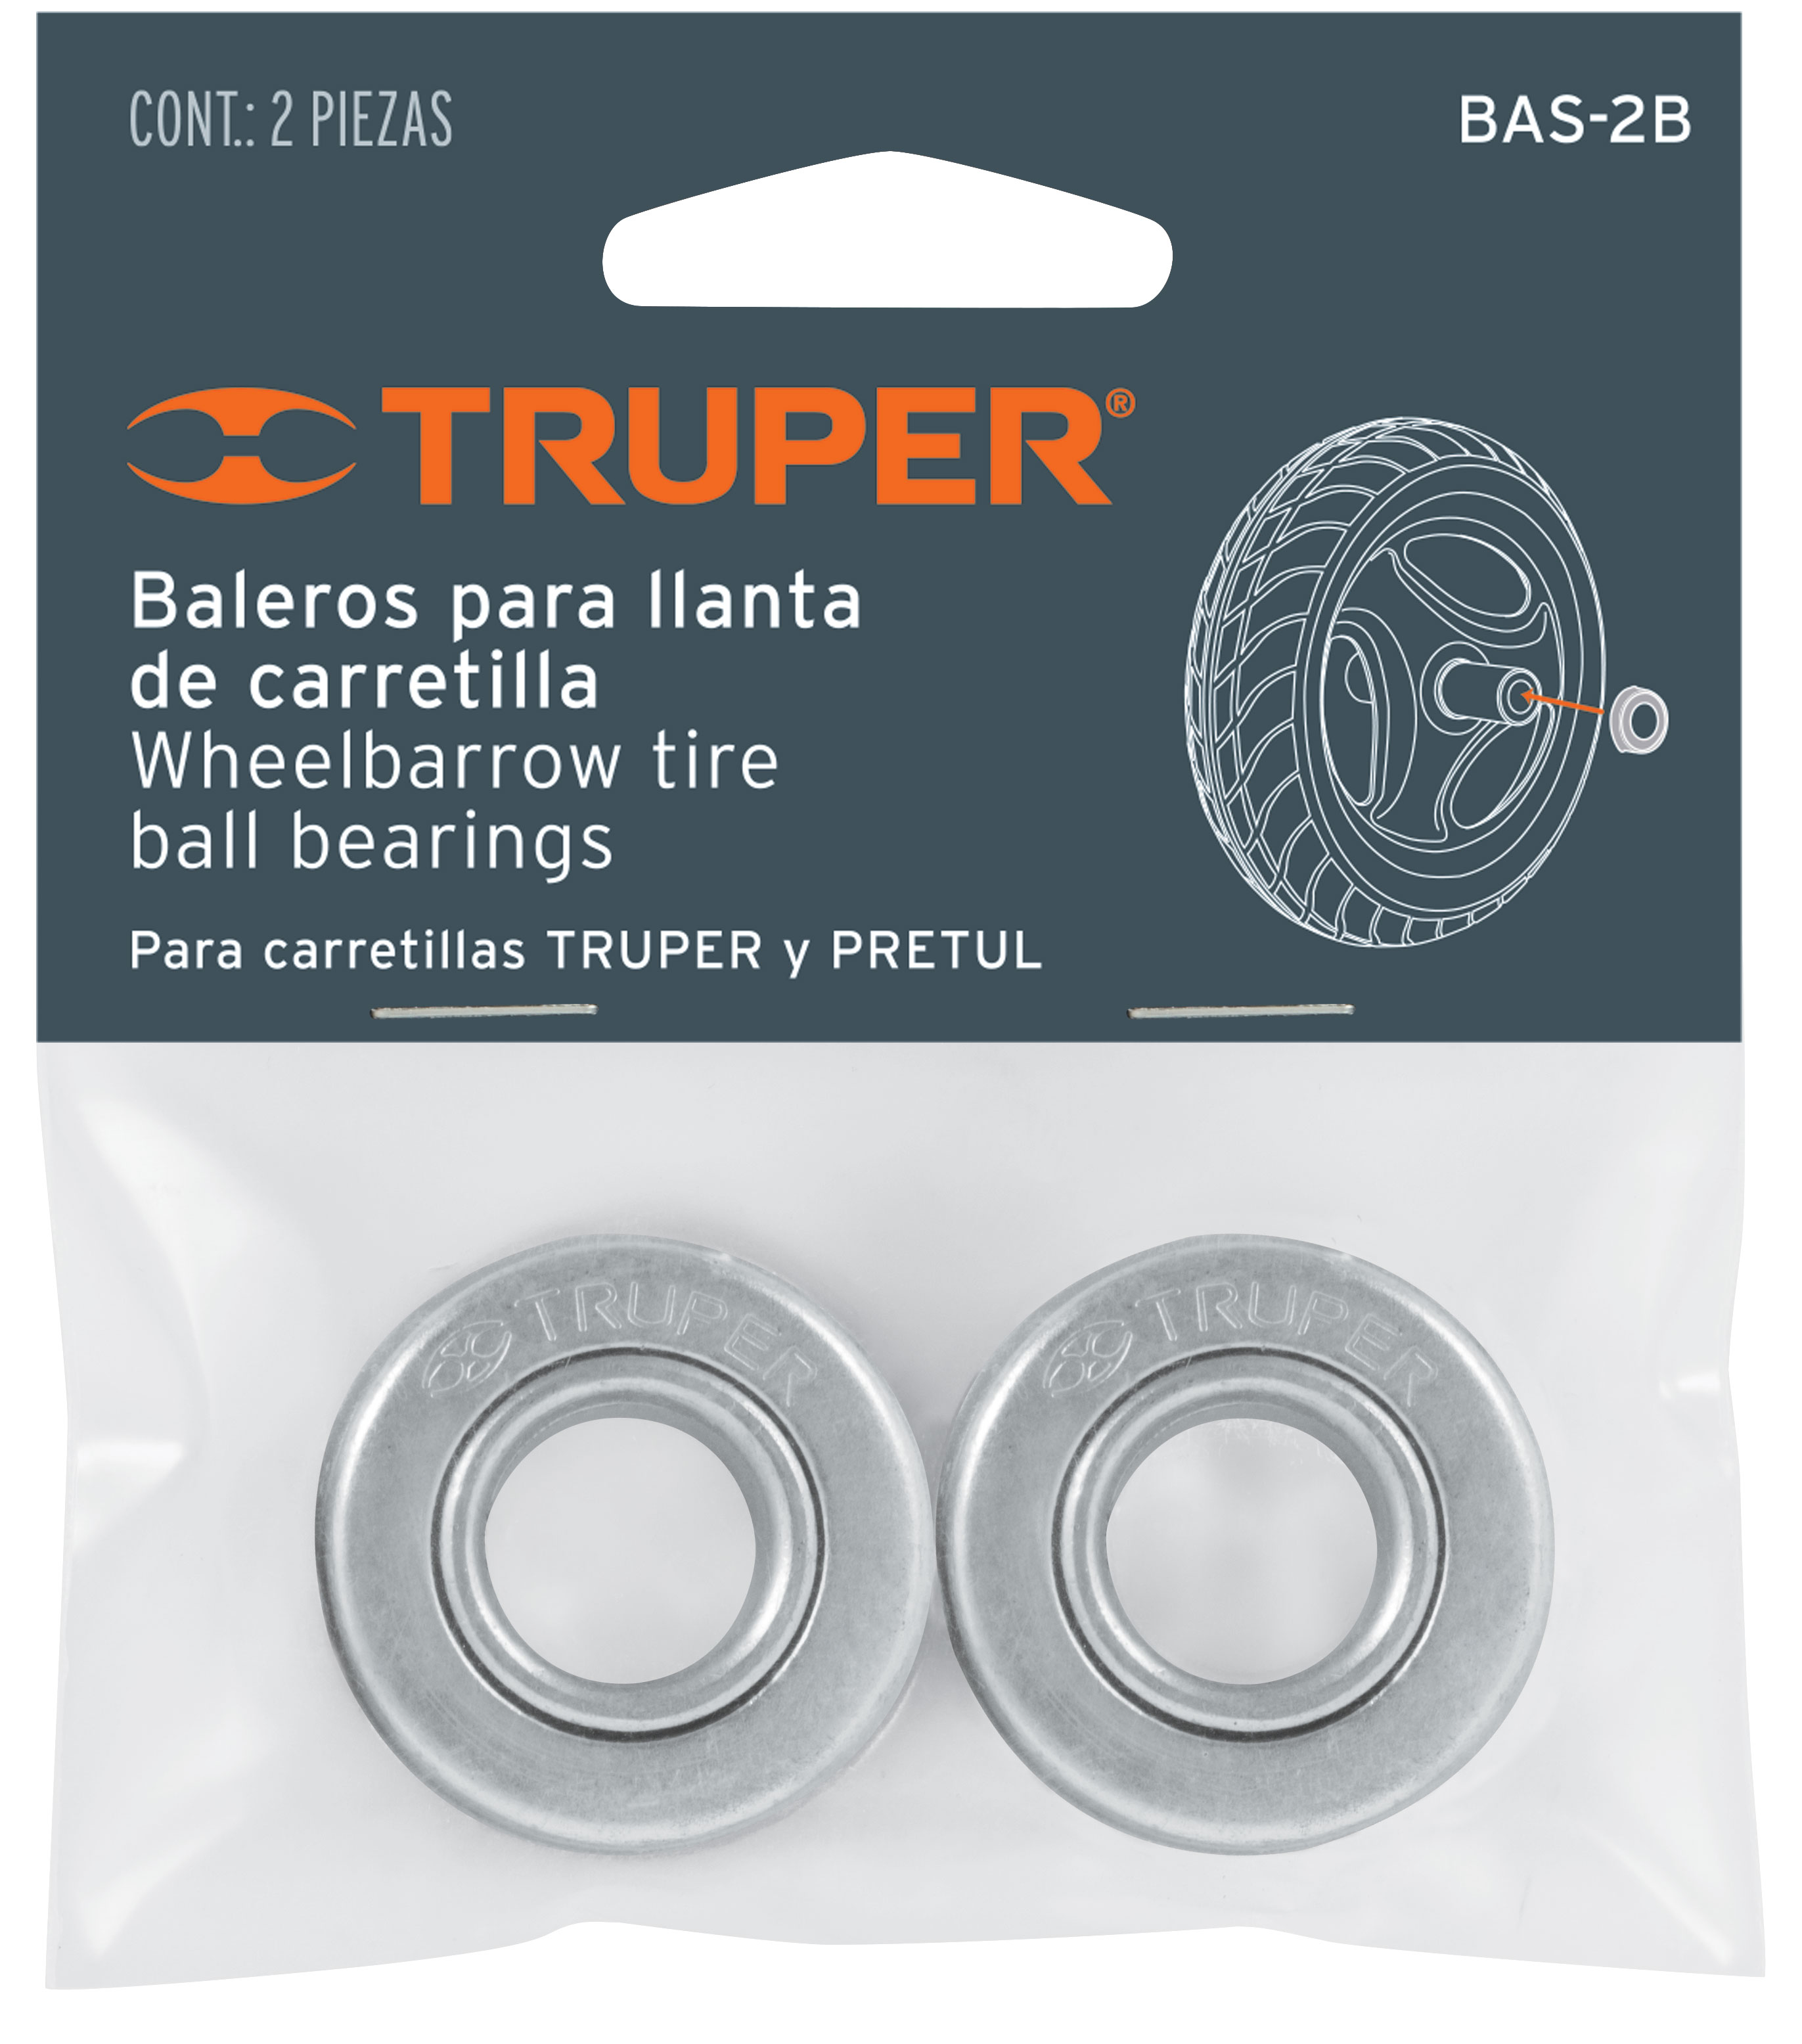 CONT.: 2 PIEZAS
BAS-2B
TRUPER®
Baleros para llanta
de carretilla
Wheelbarrow tire
ball bearings
Para carretillas TRUPER y PRETUL
TRUPER
TRUPER